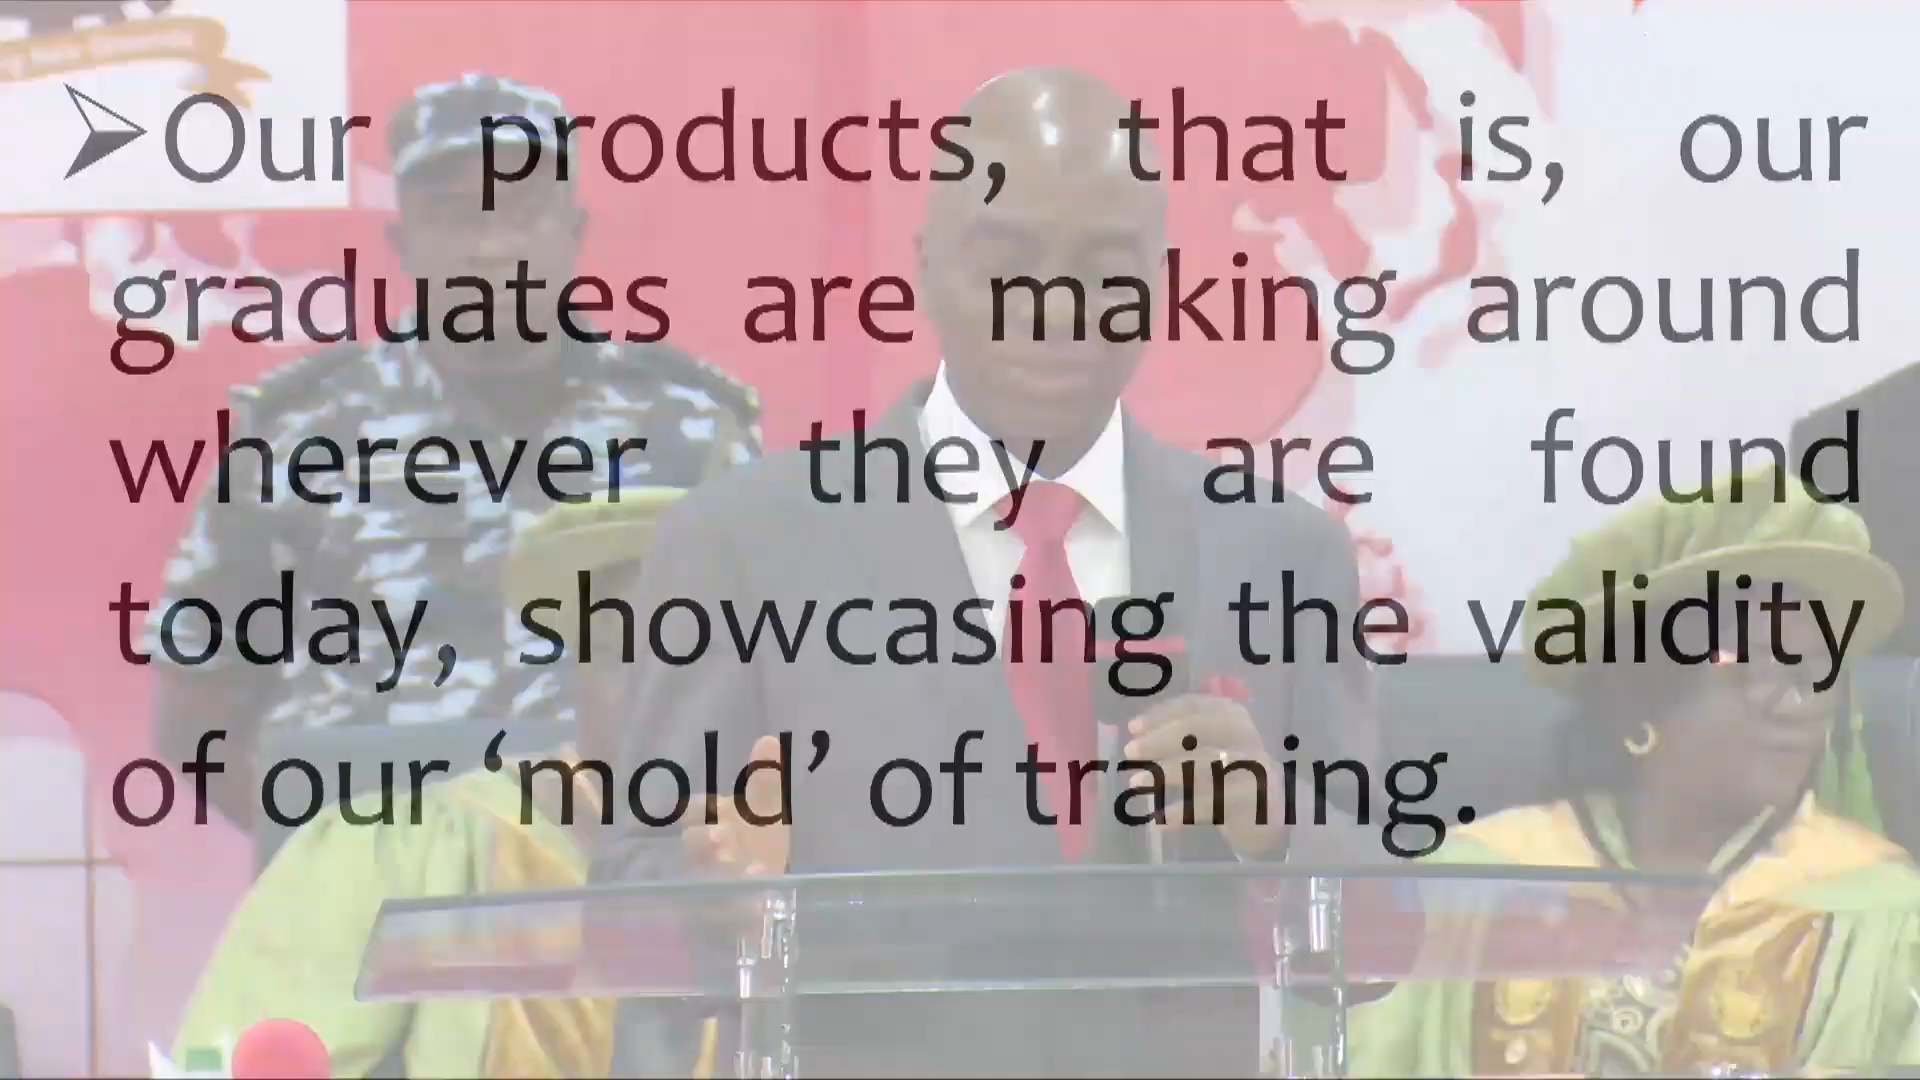 ➢Our products, that is, our
graduates are making around
wherever they are found
today, showcasing the validity
of our ‘mold’ of training.